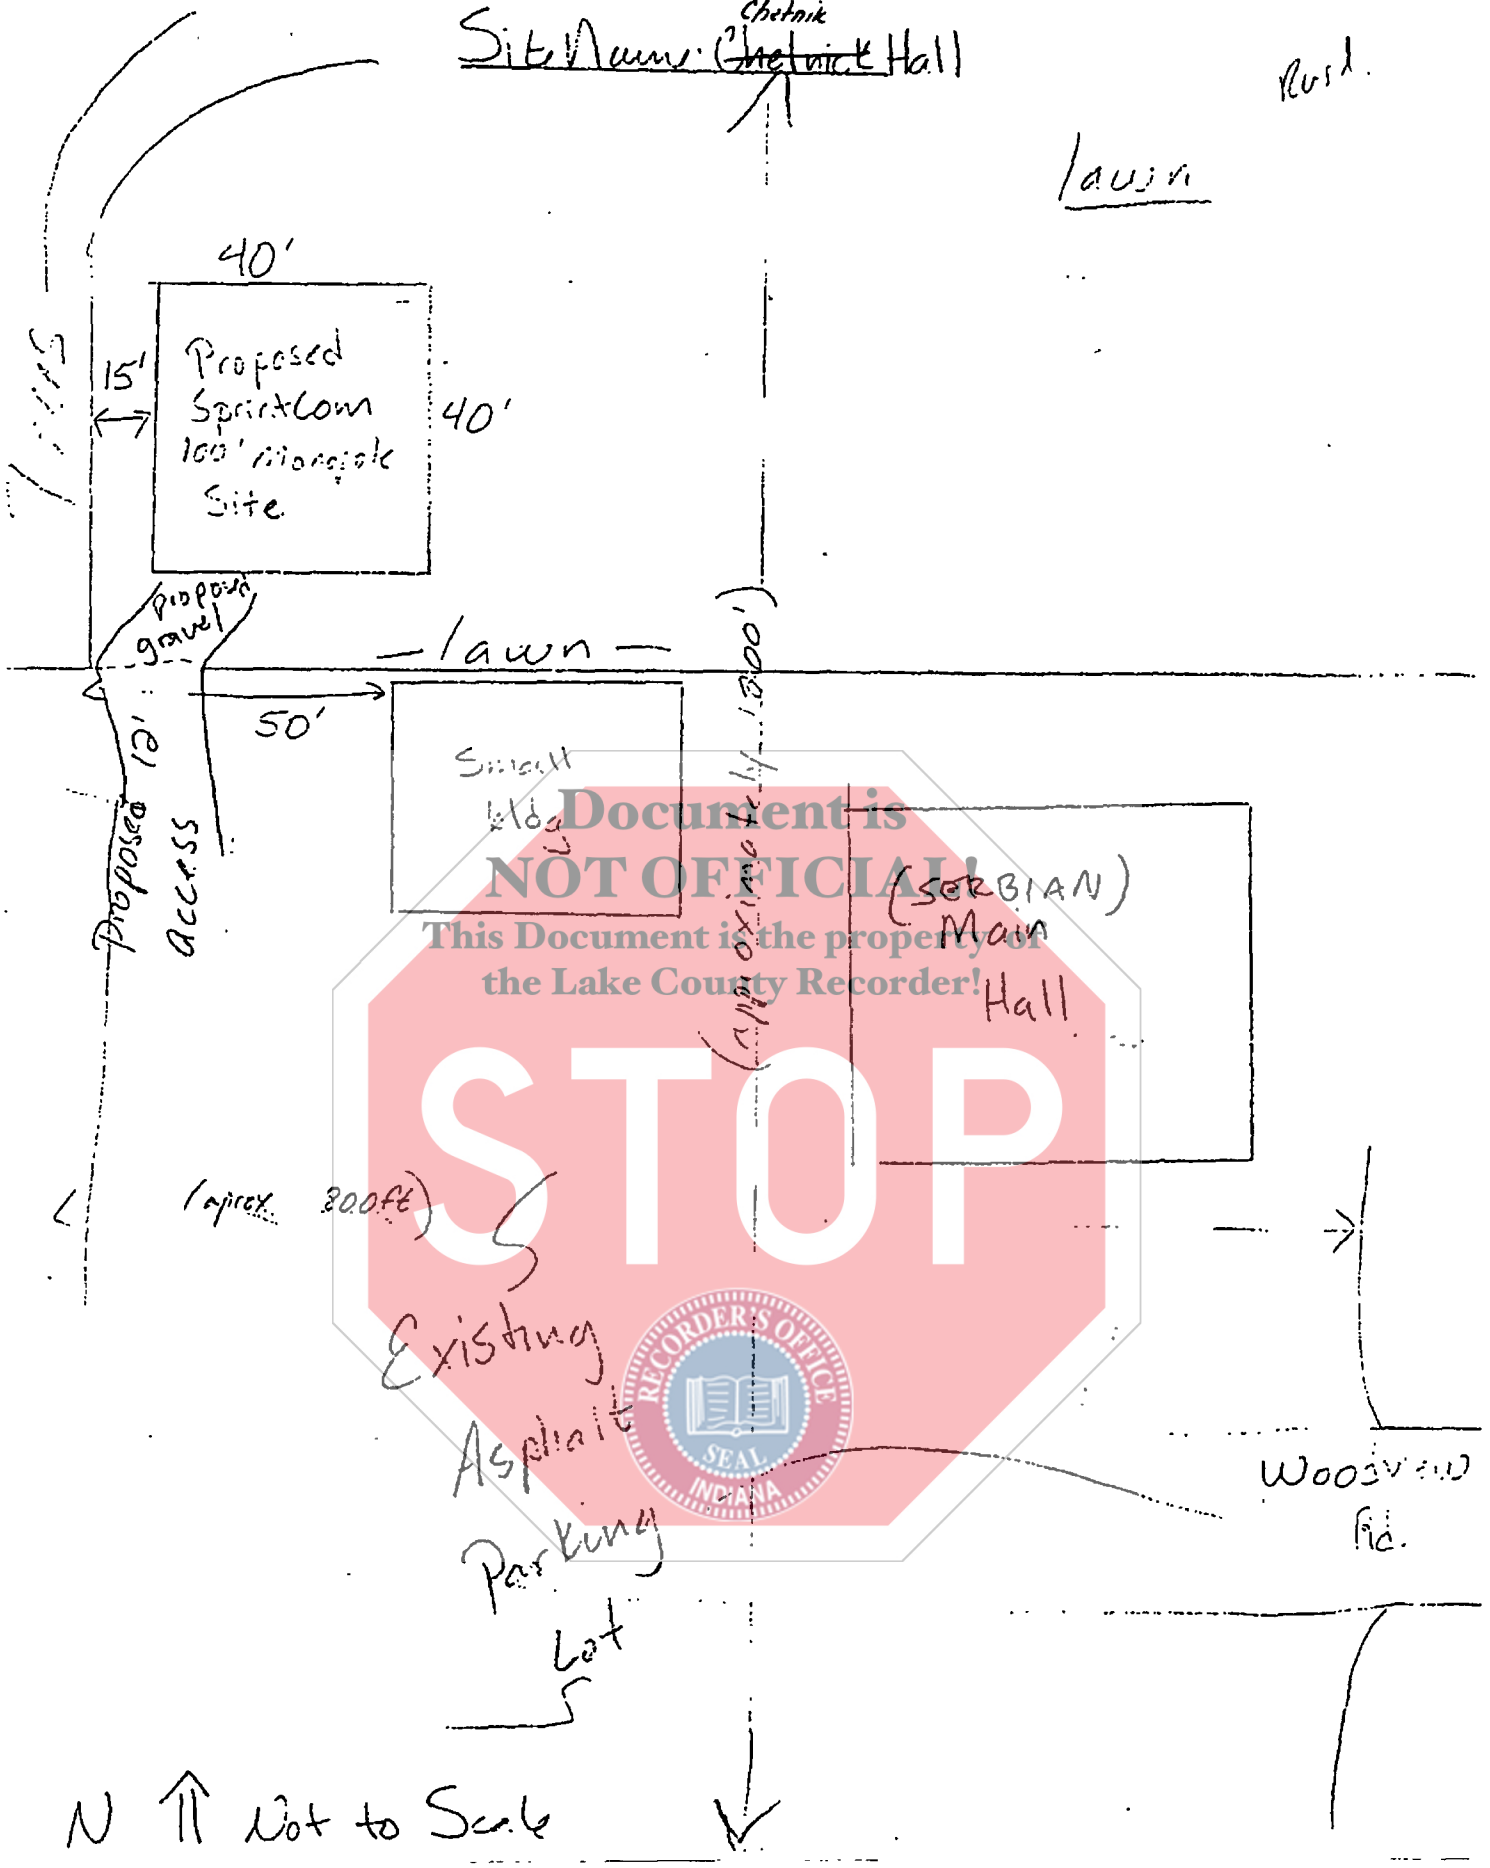 Chetnik
Site Name: Chetnick Hall
lawn
40'
Trees
15'
Proposed
SprintCom
100' Monopole
Site
40'
proposed
gravel
— lawn —
50'
Proposed 12'
access
Small
bldg
(approximately 1300')
Document is
NOT OFFICIAL!
This Document is the property of
the Lake County Recorder!
(SERBIAN)
Main
Hall
STOP
(aprox. 800ft)
Existing
Asphalt
Parking
Lot
RECORDER'S OFFICE
SEAL
INDIANA
Woodview
Rd.
N Not to Scale